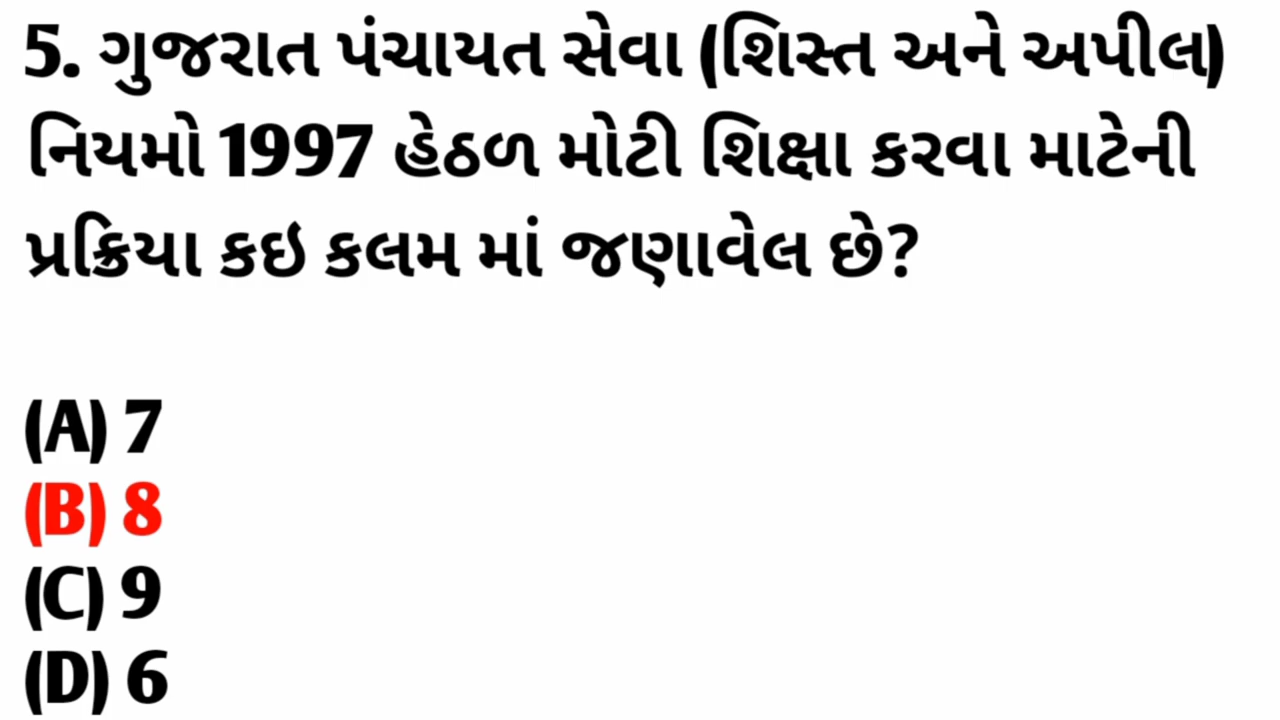 5. ગુજરાત પંચાયત સેવા (શિસ્ત અને અપીલ)
નિયમો 1997 હેઠળ મોટી શિક્ષા કરવા માટેની
પ્રક્રિયા કઇ કલમ માં જણાવેલ છે?
(A) 7
(B) 8
(C) 9
(D) 6